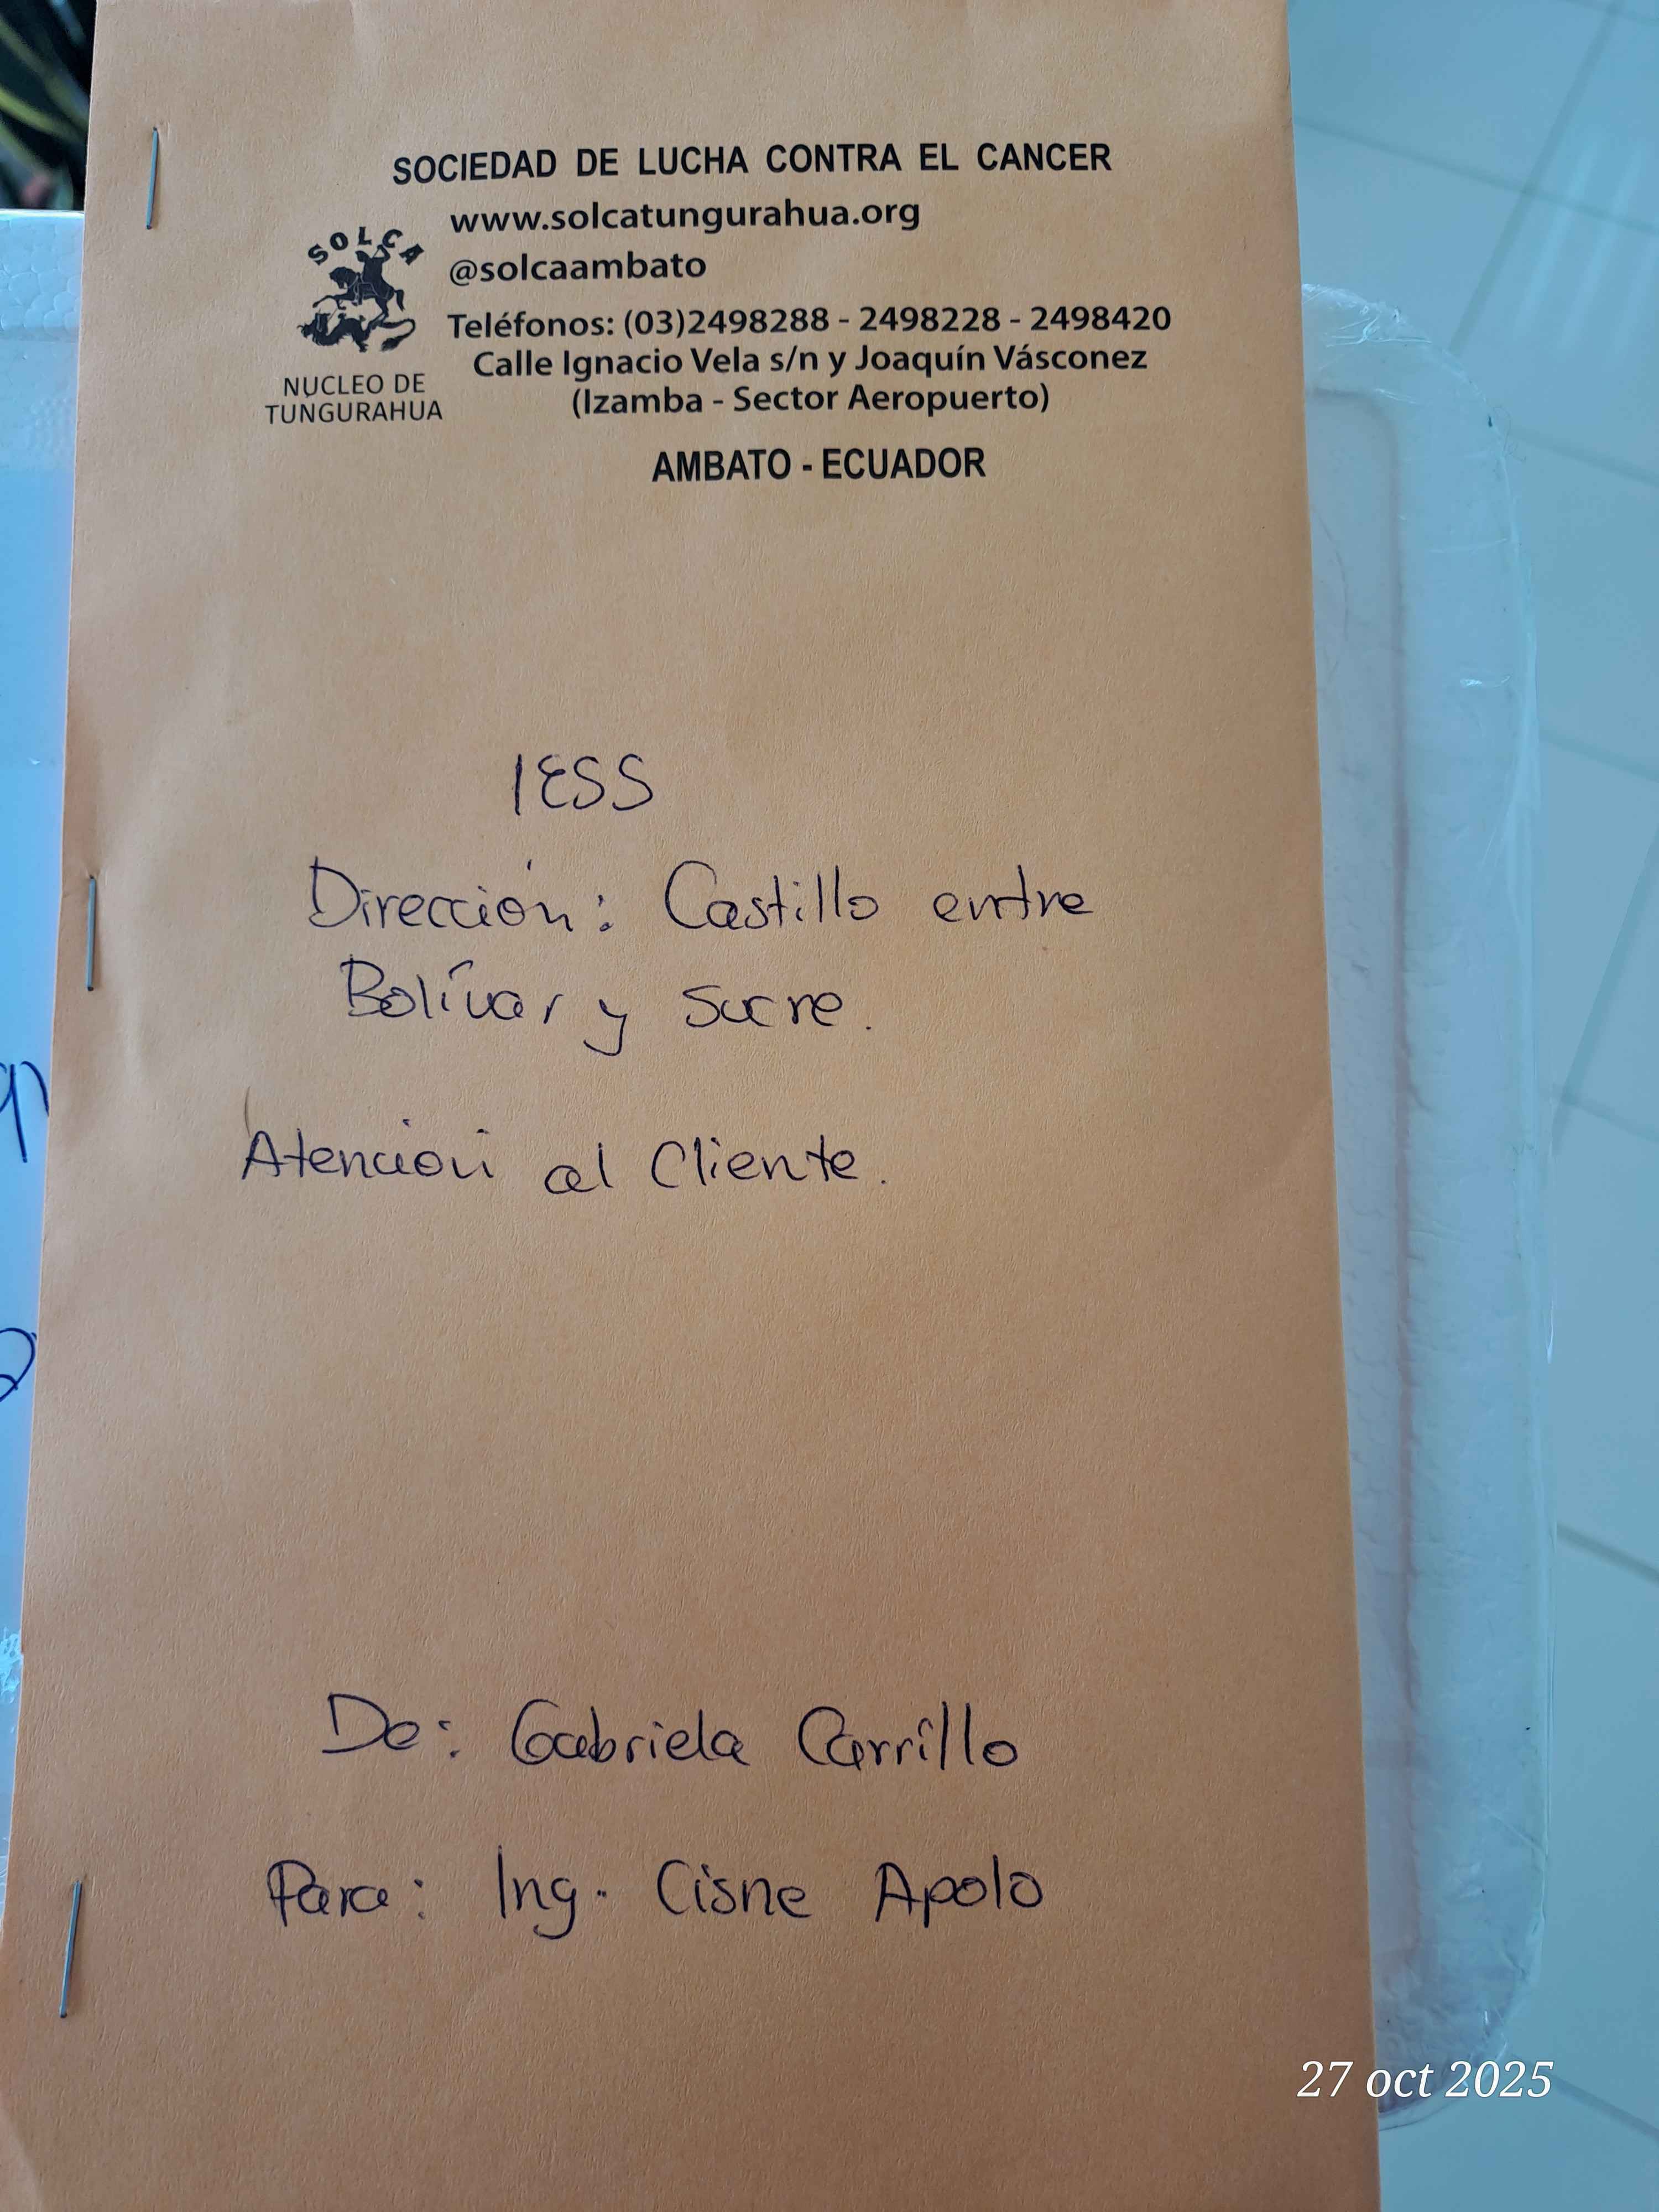 SOCIEDAD DE LUCHA CONTRA EL CANCER
www.solcatungurahua.org
SOLCA
@solcaambato
Teléfonos: (03)2498288 - 2498228 - 2498420
Calle Ignacio Vela s/n y Joaquín Vásconez
NUCLEO DE
TUNGURAHUA
(Izamba - Sector Aeropuerto)
AMBATO - ECUADOR
IESS
Dirección: Castillo entre
Bolívar y Sucre.
Atención al Cliente.
De: Gabriela Carrillo
Para: Ing. Cisne Apolo
27 oct 2025